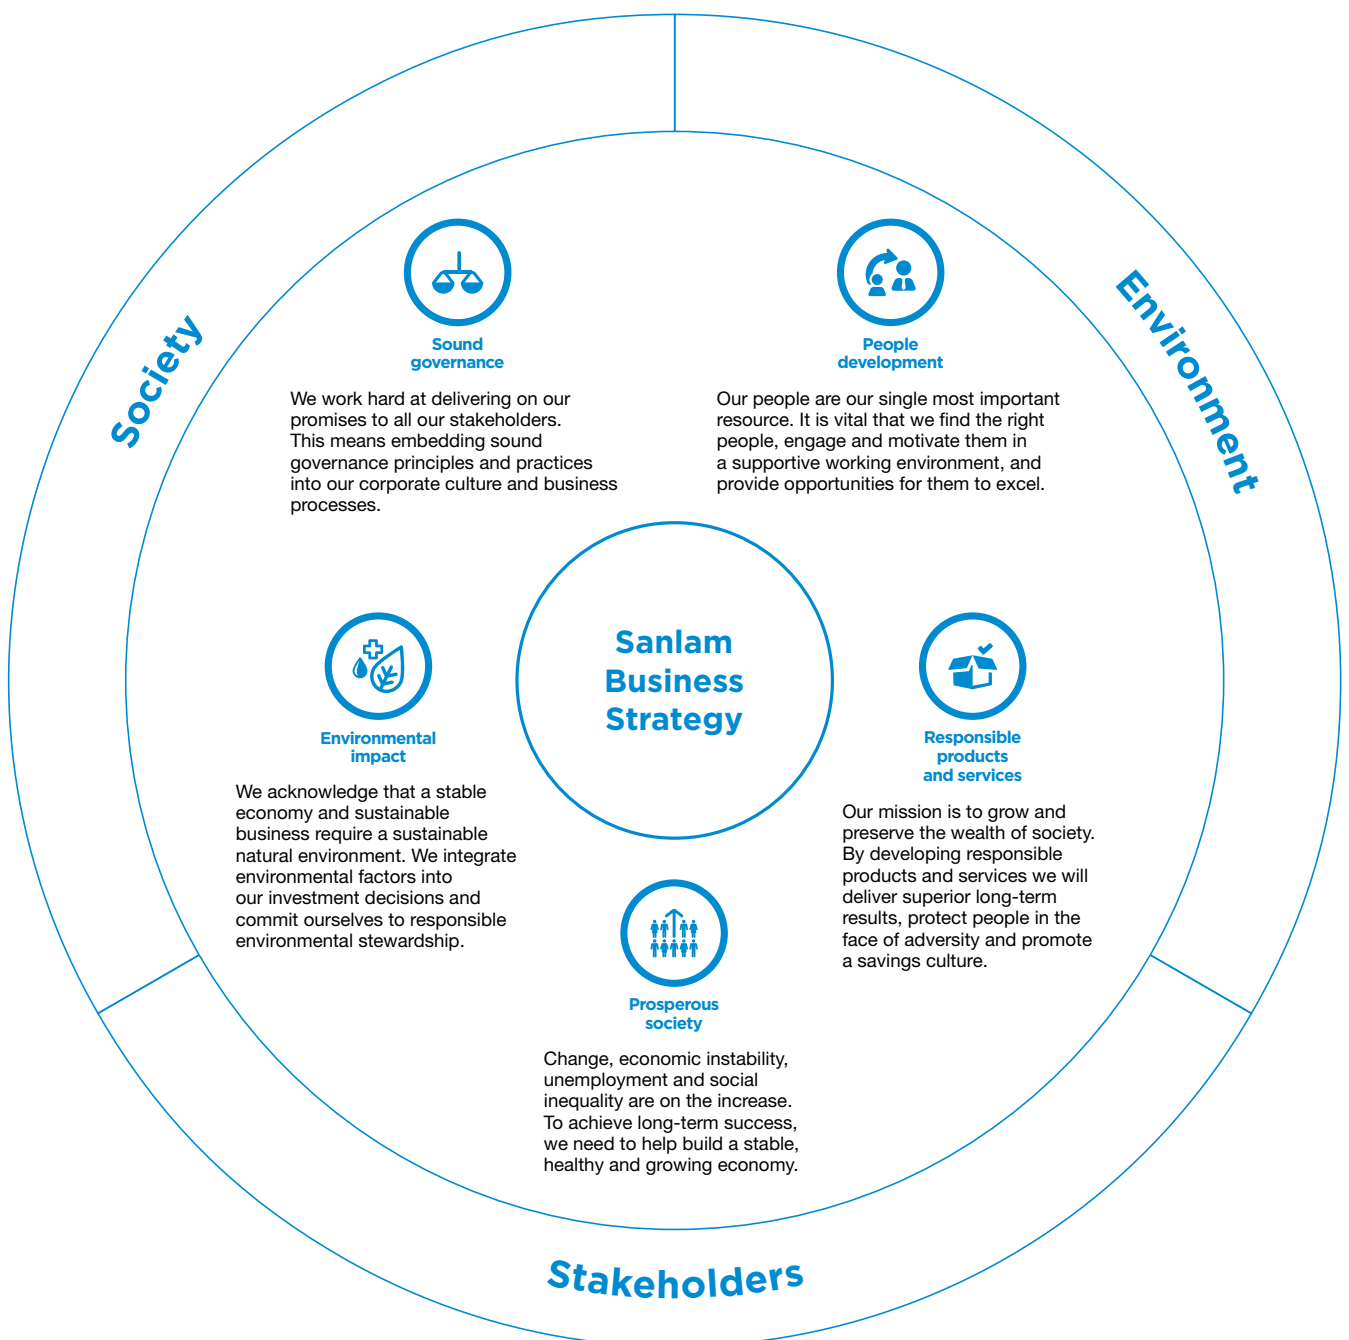 Society
Environment
Sound
governance
We work hard at delivering on our
promises to all our stakeholders.
This means embedding sound
governance principles and practices
into our corporate culture and business
processes.
People
development
Our people are our single most important
resource. It is vital that we find the right
people, engage and motivate them in
a supportive working environment, and
provide opportunities for them to excel.
Sanlam
Business
Strategy
Environmental
impact
We acknowledge that a stable
economy and sustainable
business require a sustainable
natural environment. We integrate
environmental factors into
our investment decisions and
commit ourselves to responsible
environmental stewardship.
Responsible
products
and services
Our mission is to grow and
preserve the wealth of society.
By developing responsible
products and services we will
deliver superior long-term
results, protect people in the
face of adversity and promote
a savings culture.
Prosperous
society
Change, economic instability,
unemployment and social
inequality are on the increase.
To achieve long-term success,
we need to help build a stable,
healthy and growing economy.
Stakeholders